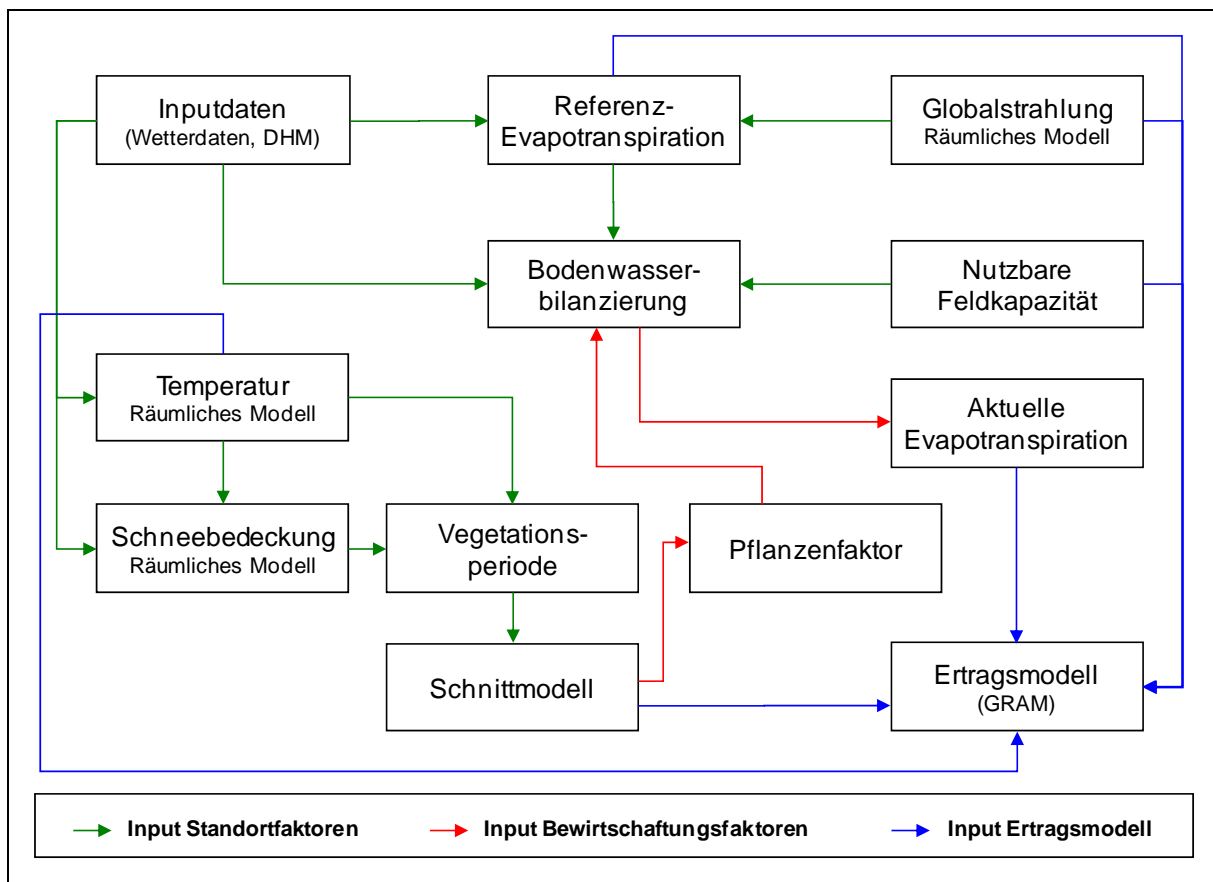 Inputdaten
(Wetterdaten, DHM)
Referenz-
Evapotranspiration
Globalstrahlung
Räumliches Modell
Bodenwasser-
bilanzierung
Nutzbare
Feldkapazität
Temperatur
Räumliches Modell
Aktuelle
Evapotranspiration
Schneebedeckung
Räumliches Modell
Vegetations-
periode
Pflanzenfaktor
Schnittmodell
Ertragsmodell
(GRAM)
Input Standortfaktoren
Input Bewirtschaftungsfaktoren
Input Ertragsmodell